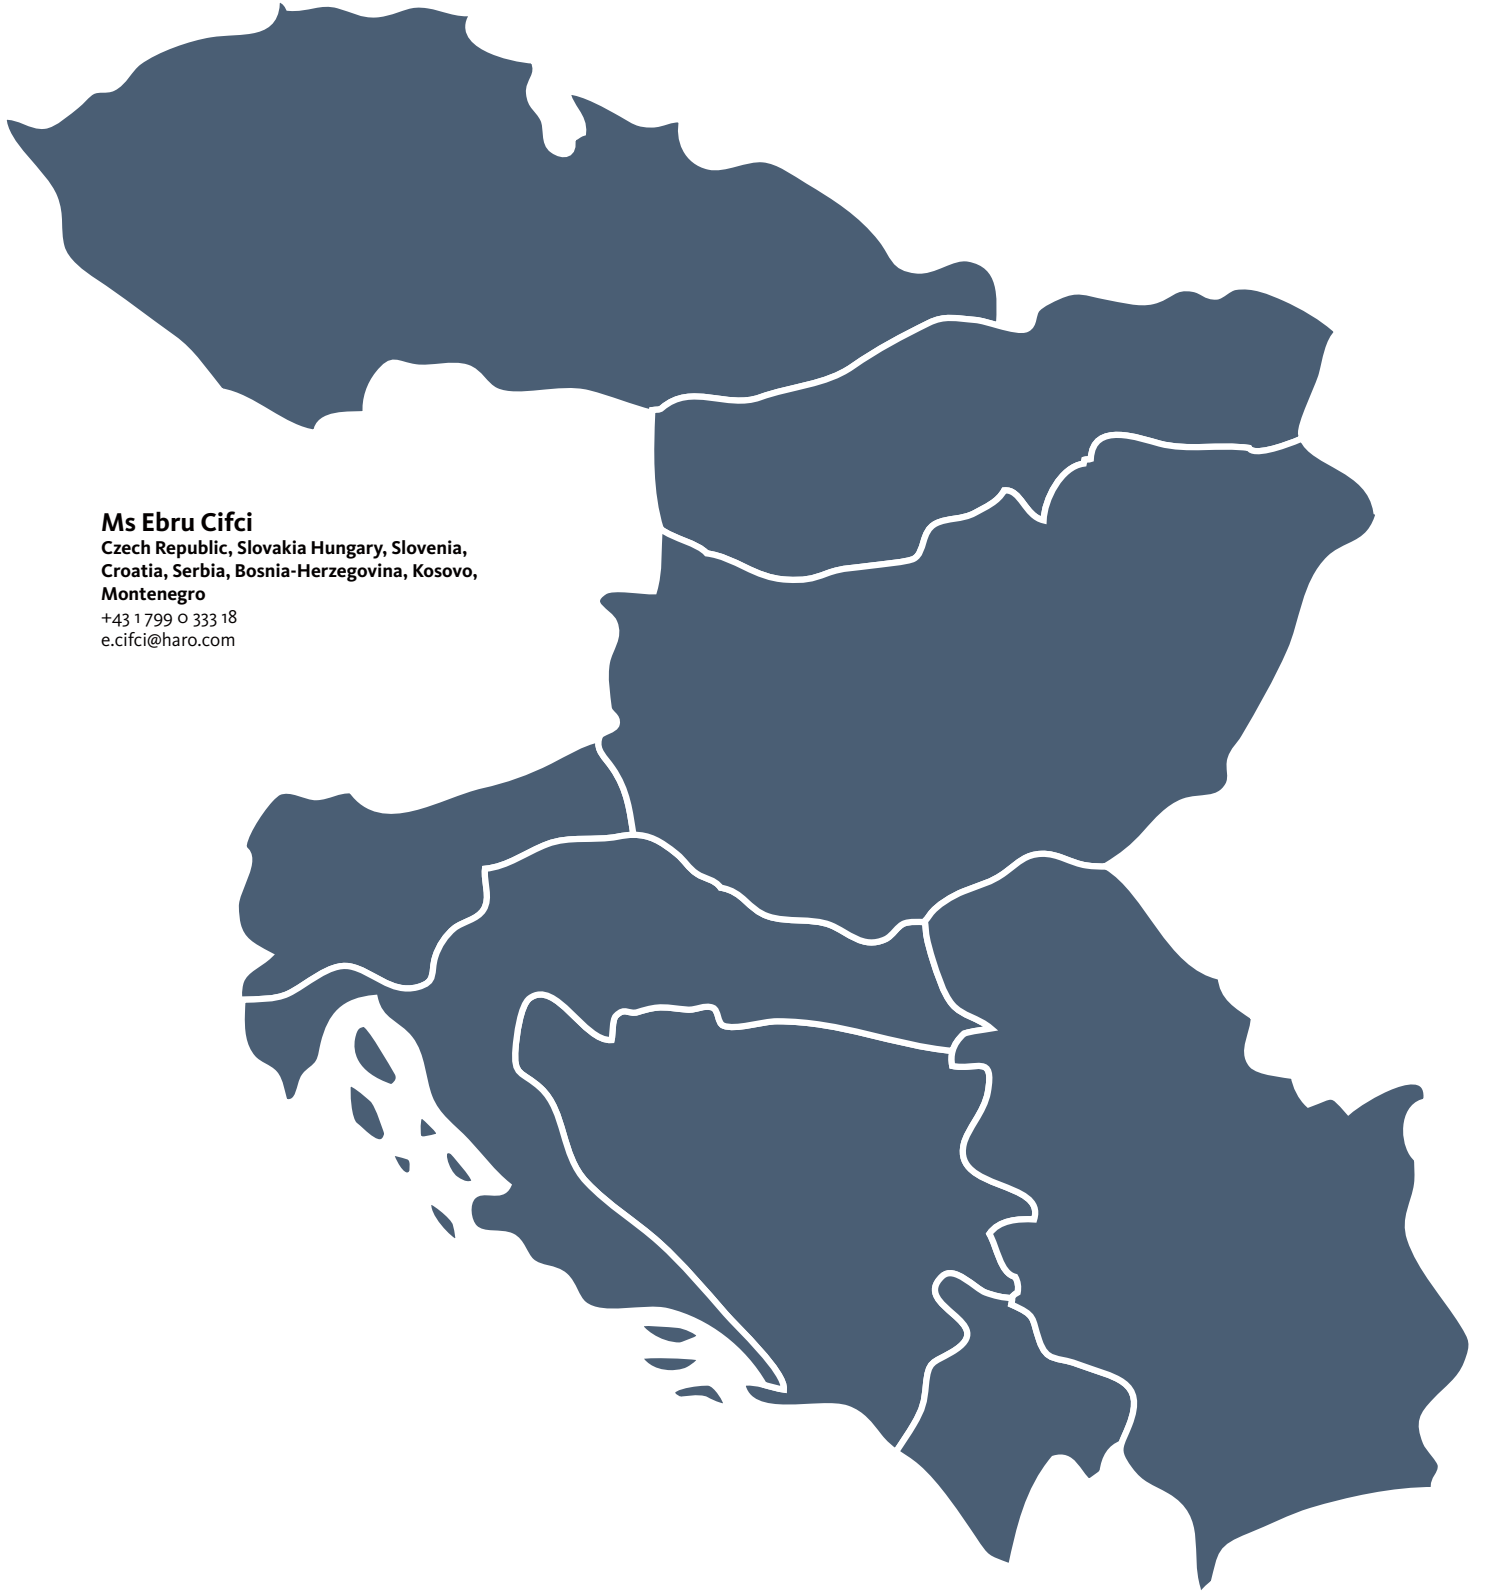 Ms Ebru Cifci
Czech Republic, Slovakia Hungary, Slovenia,
Croatia, Serbia, Bosnia-Herzegovina, Kosovo,
Montenegro
+43 1 799 0 333 18
e.cifci@haro.com